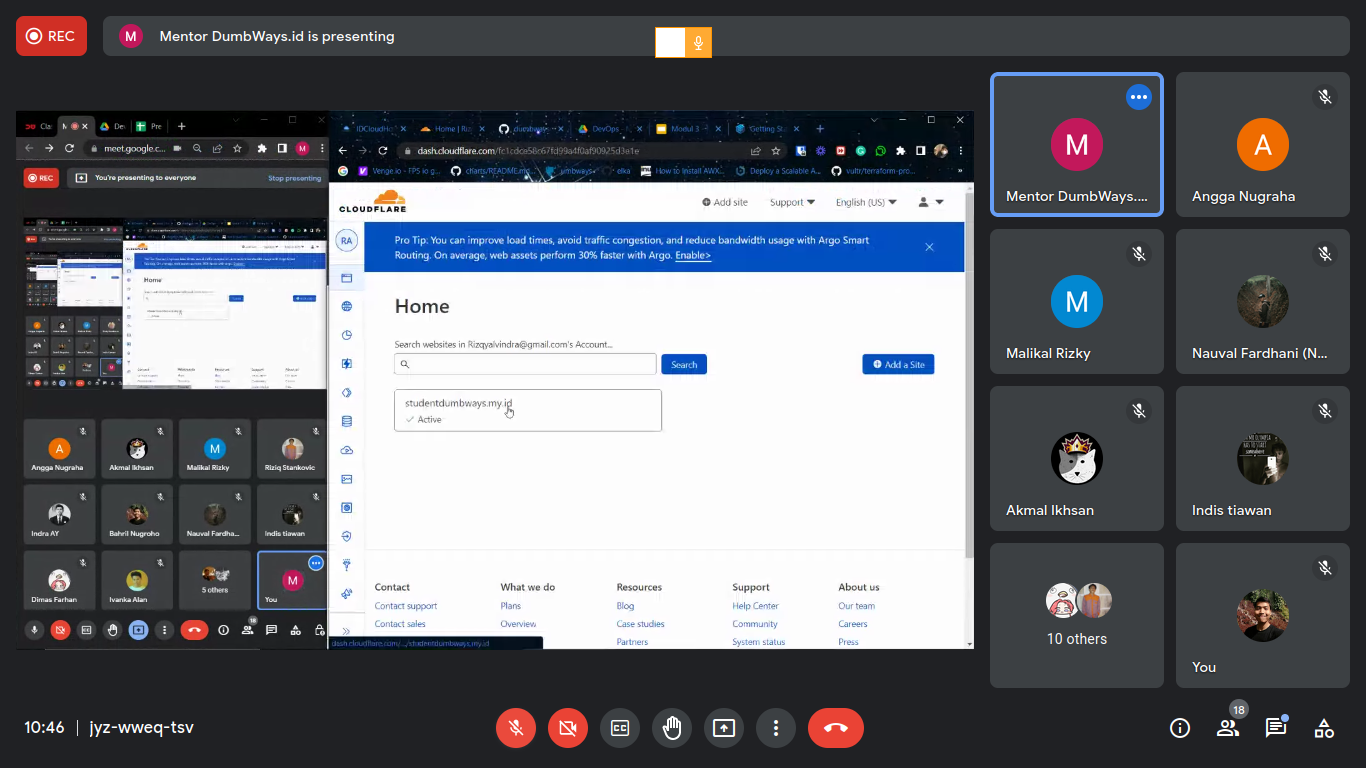 REC
M
Mentor DumbWays.id is presenting
meet.google.c...
REC
You're presenting to everyone
Stop presenting
Home
Angga Nugraha
Akmal Ikhsan
Malikal Rizky
Riziq Stankovic
Indra AY
Bahril Nugroho
Nauval Fardha...
Indis tiawan
Dimas Farhan
Ivanka Alan
5 others
You
18
Home | R
DevOps
Modul 3
Getting St
dash.cloudflare.com/fc1cdce58c67fd99a4f0af90925d3e1e
Venge.io - FPS io g...
charts/README.m...
umbways
elka
How to Install AWX...
Deploy a Scalable A...
vultr/terraform-pro...
CLOUDFLARE
Add site
Support
English (US)
RA
Pro Tip: You can improve load times, avoid traffic congestion, and reduce bandwidth usage with Argo Smart
Routing. On average, web assets perform 30% faster with Argo. Enable>
Home
Search websites in Rizqyalvindra@gmail.com's Account...
Search
Add a Site
studentdumbways.my.id
Active
Contact
What we do
Resources
Support
About us
Contact support
Plans
Blog
Help Center
Our team
Contact sales
Overview
Case studies
Community
Careers
Partners
System status
Press
dash.cloudflare.com/.../studentdumbways.my.id
M
Mentor DumbWays....
A
Angga Nugraha
M
Malikal Rizky
Nauval Fardhani (N...
Akmal Ikhsan
Indis tiawan
10 others
You
10:46 | jyz-wweq-tsv
18